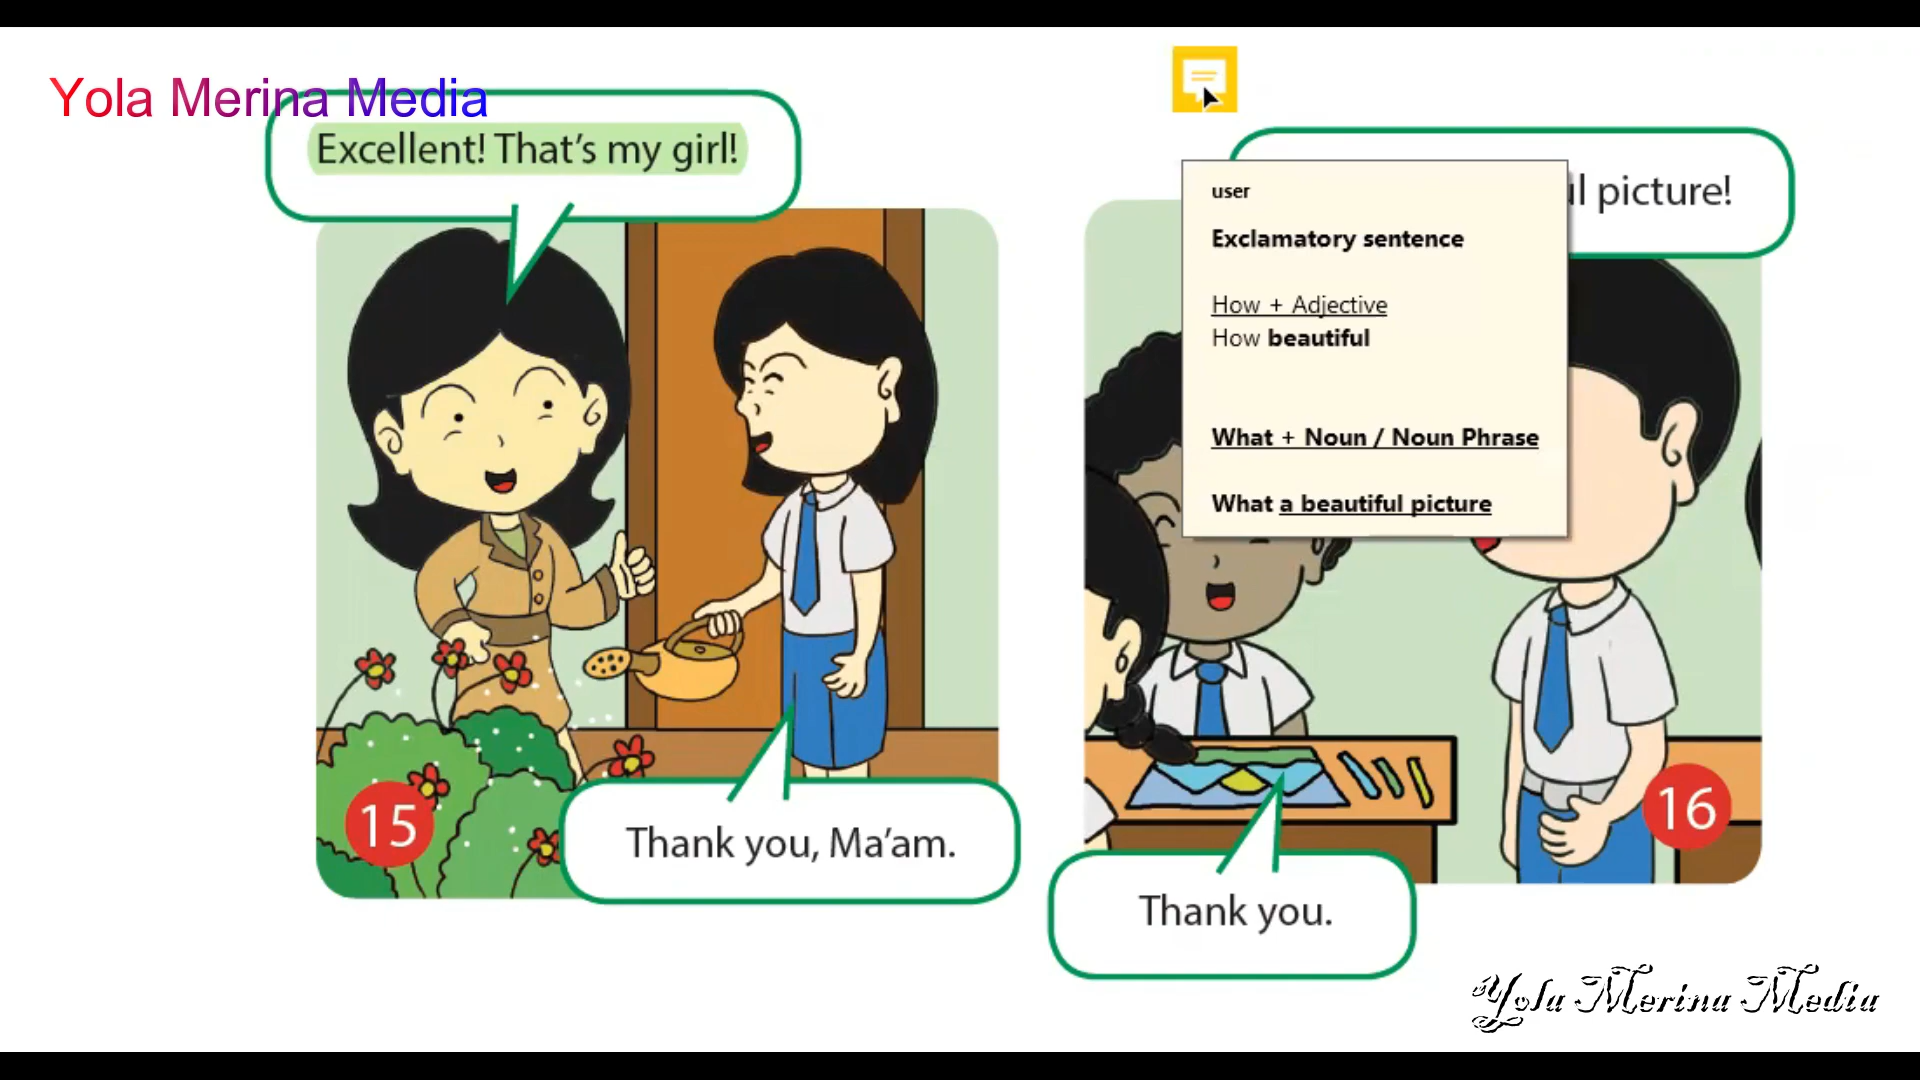 Yola Merina Media
Excellent! That's my girl!
picture!
user
Exclamatory sentence
How + Adjective
How beautiful
What + Noun / Noun Phrase
What a beautiful picture
15
Thank you, Ma'am.
16
Thank you.
Yola Merina Media